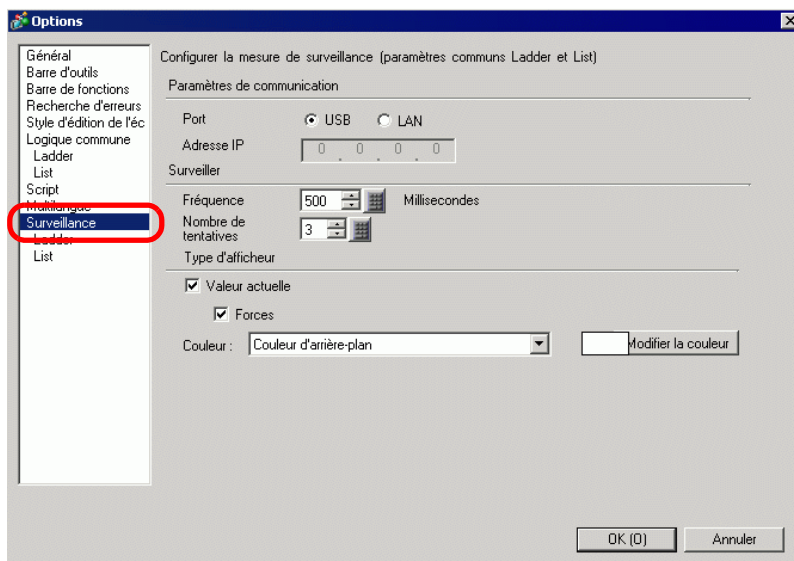 Options
Général
Barre d'outils
Barre de fonctions
Recherche d'erreurs
Style d'édition de l'éc
Logique commune
Ladder
List
Script
Multilangue
Surveillance
Ladder
List
Configurer la mesure de surveillance (paramètres communs Ladder et List)
Paramètres de communication
Port
USB
LAN
Adresse IP
0 . 0 . 0 . 0
Surveiller
Fréquence
500
Millisecondes
Nombre de
tentatives
3
Type d'afficheur
Valeur actuelle
Forces
Couleur :
Couleur d'arrière-plan
Modifier la couleur
OK (O)
Annuler